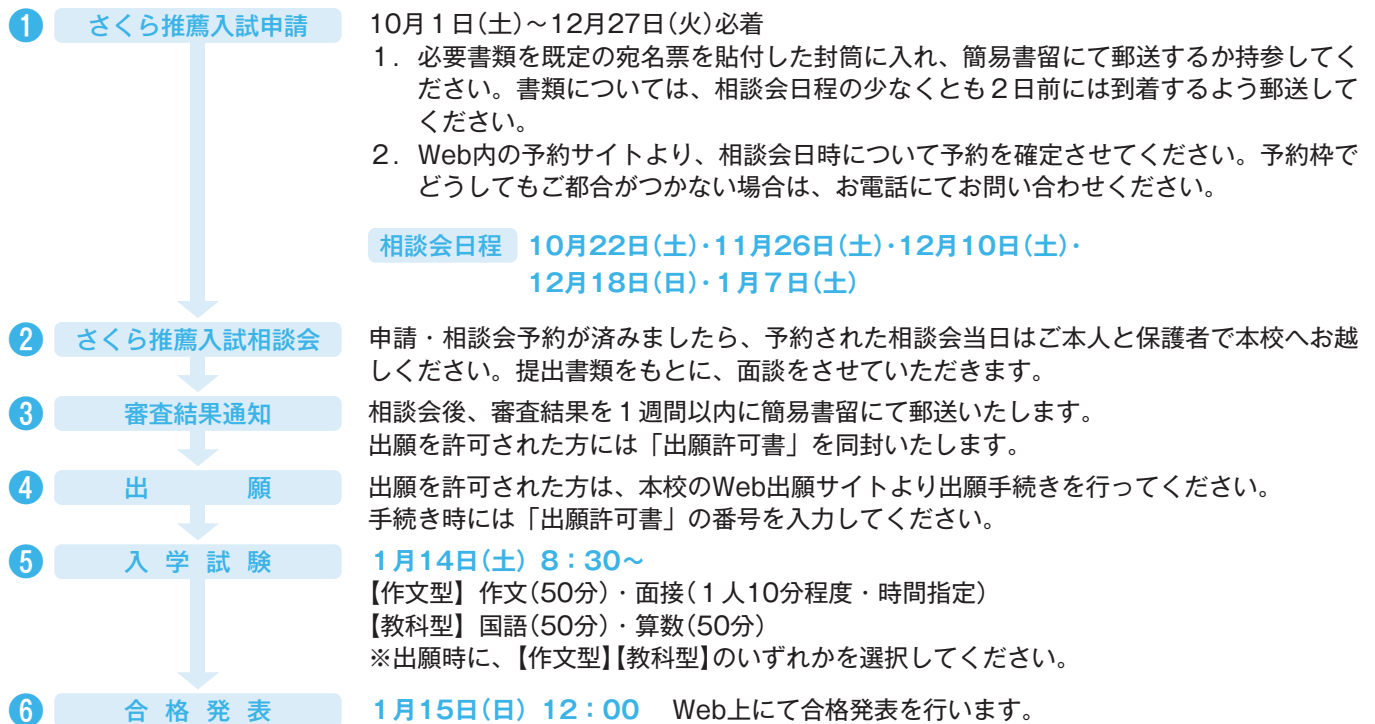 ❶ さくら推薦入試申請 10月1日(土)～12月27日(火)必着
1．必要書類を既定の宛名票を貼付した封筒に入れ、簡易書留にて郵送するか持参してく
ださい。書類については、相談会日程の少なくとも2日前には到着するよう郵送して
ください。
2．Web内の予約サイトより、相談会日時について予約を確定させてください。予約枠で
どうしてもご都合がつかない場合は、お電話にてお問い合わせください。
相談会日程 10月22日(土)・11月26日(土)・12月10日(土)・
12月18日(日)・1月7日(土)
❷ さくら推薦入試相談会 申請・相談会予約が済みましたら、予約された相談会当日はご本人と保護者で本校へお越
しください。提出書類をもとに、面談をさせていただきます。
❸ 審査結果通知 相談会後、審査結果を1週間以内に簡易書留にて郵送いたします。
出願を許可された方には「出願許可書」を同封いたします。
❹ 出願 出願を許可された方は、本校のWeb出願サイトより出願手続きを行ってください。
手続き時には「出願許可書」の番号を入力してください。
❺ 入学試験 1月14日(土) 8：30～
【作文型】作文(50分)・面接(1人10分程度・時間指定)
【教科型】国語(50分)・算数(50分)
※出願時に、【作文型】【教科型】のいずれかを選択してください。
❻ 合格発表 1月15日(日) 12：00 Web上にて合格発表を行います。